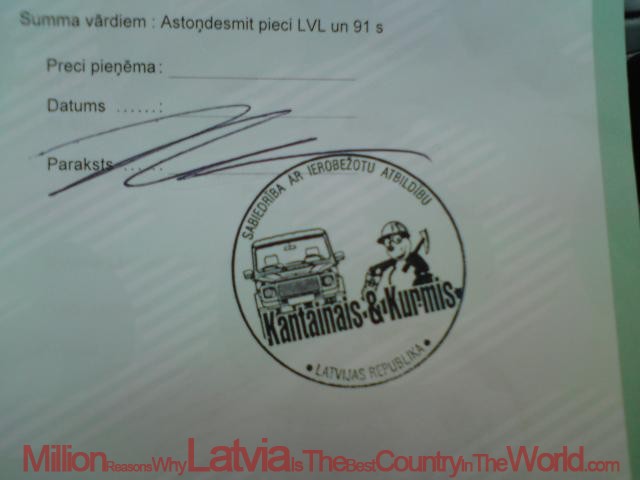 Summa vārdiem : Astoņdesmit pieci LVL un 91 s
Preci pieņēma :
Datums ...... :
Paraksts ...... :
SABIEDRĪBA AR IEROBEŽOTU ATBILDĪBU
Kantainais & Kurmis
• LATVIJAS REPUBLIKA •
MillionReasonsWhyLatviaIsTheBestCountryInTheWorld.com